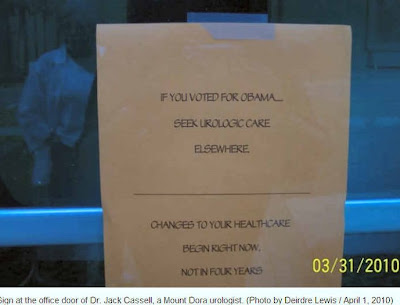 IF YOU VOTED FOR OBAMA....
SEEK UROLOGIC CARE
ELSEWHERE.
CHANGES TO YOUR HEALTHCARE
BEGIN RIGHT NOW,
NOT IN FOUR YEARS
03/31/2010
Sign at the office door of Dr. Jack Cassell, a Mount Dora urologist. (Photo by Deirdre Lewis / April 1, 2010)